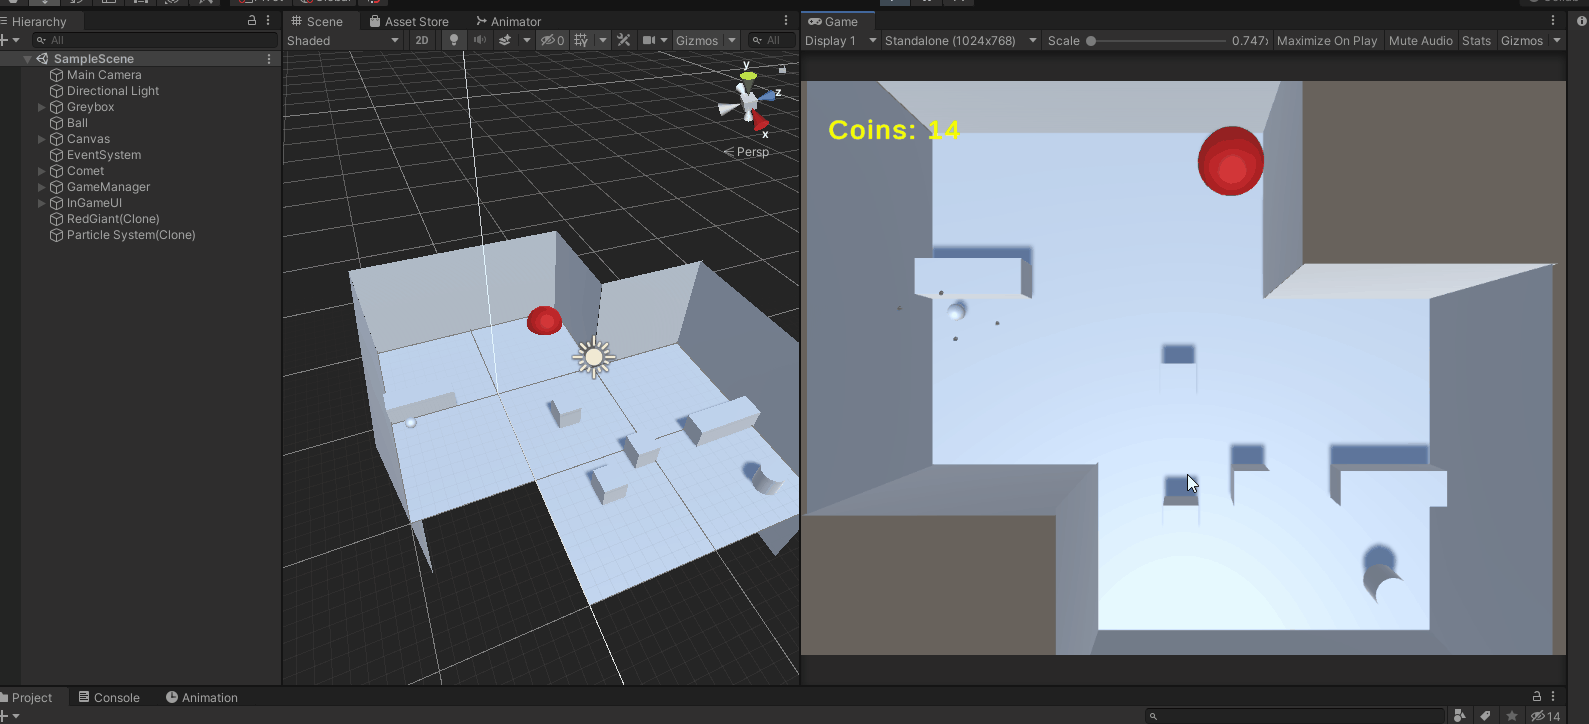 Hierarchy
All
SampleScene
Main Camera
Directional Light
Greybox
Ball
Canvas
EventSystem
Comet
GameManager
InGameUI
RedGiant(Clone)
Particle System(Clone)
Scene
Asset Store
Animator
Shaded
2D
0
Gizmos
All
y
z
x
Persp
Game
Display 1
Standalone (1024x768)
Scale
0.747
Maximize On Play
Mute Audio
Stats
Gizmos
Coins: 14
Project
Console
Animation
14